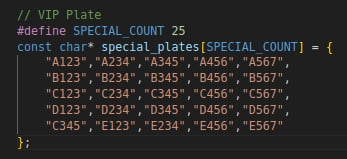 // VIP Plate
#define SPECIAL_COUNT 25
const char* special_plates[SPECIAL_COUNT] = {
"A123","A234","A345","A456","A567",
"B123","B234","B345","B456","B567",
"C123","C234","C345","C456","C567",
"D123","D234","D345","D456","D567",
"C345","E123","E234","E456","E567"
};